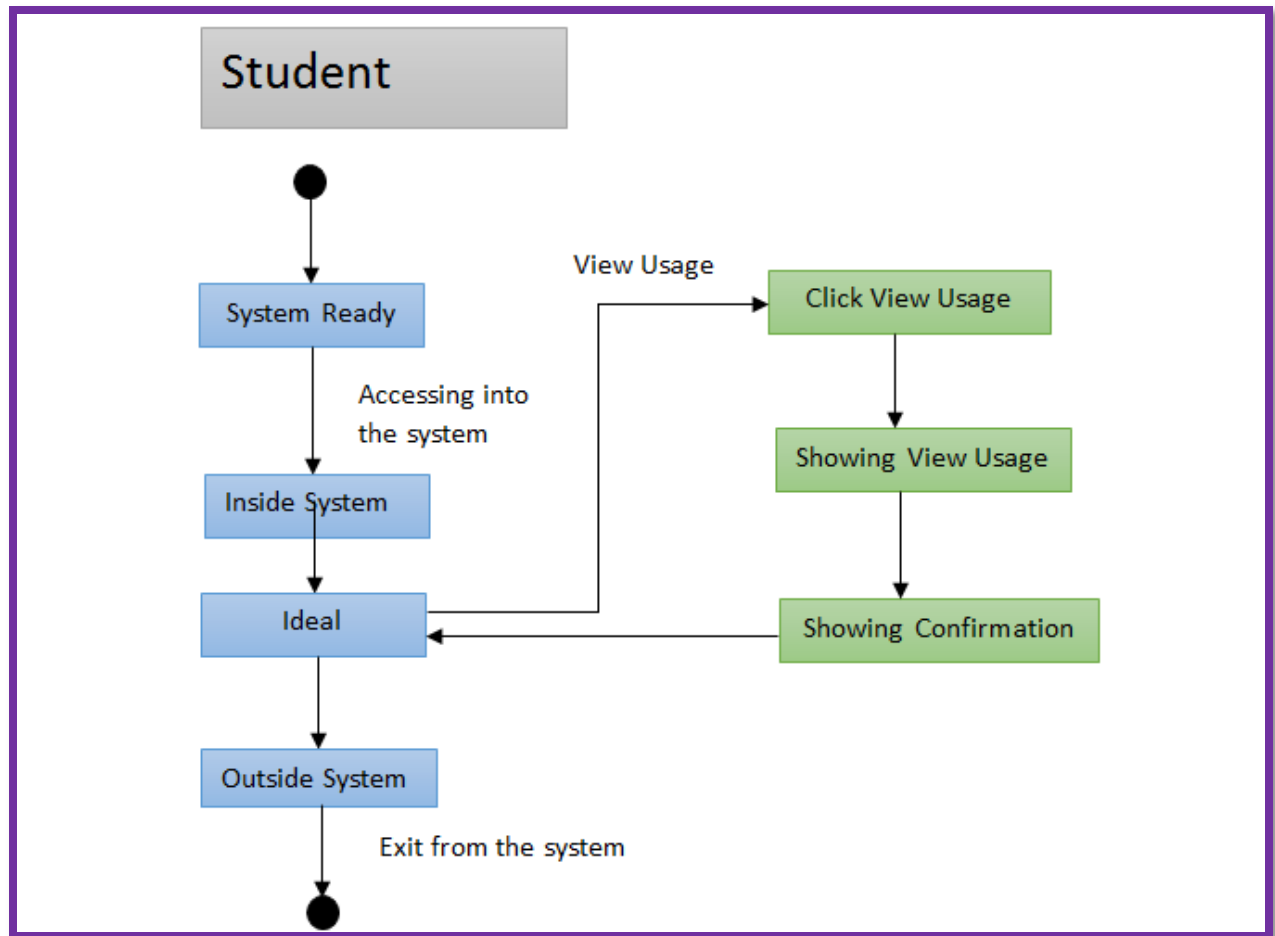 Student
View Usage
Click View Usage
System Ready
Accessing into
the system
Showing View Usage
Inside System
Ideal
Showing Confirmation
Outside System
Exit from the system